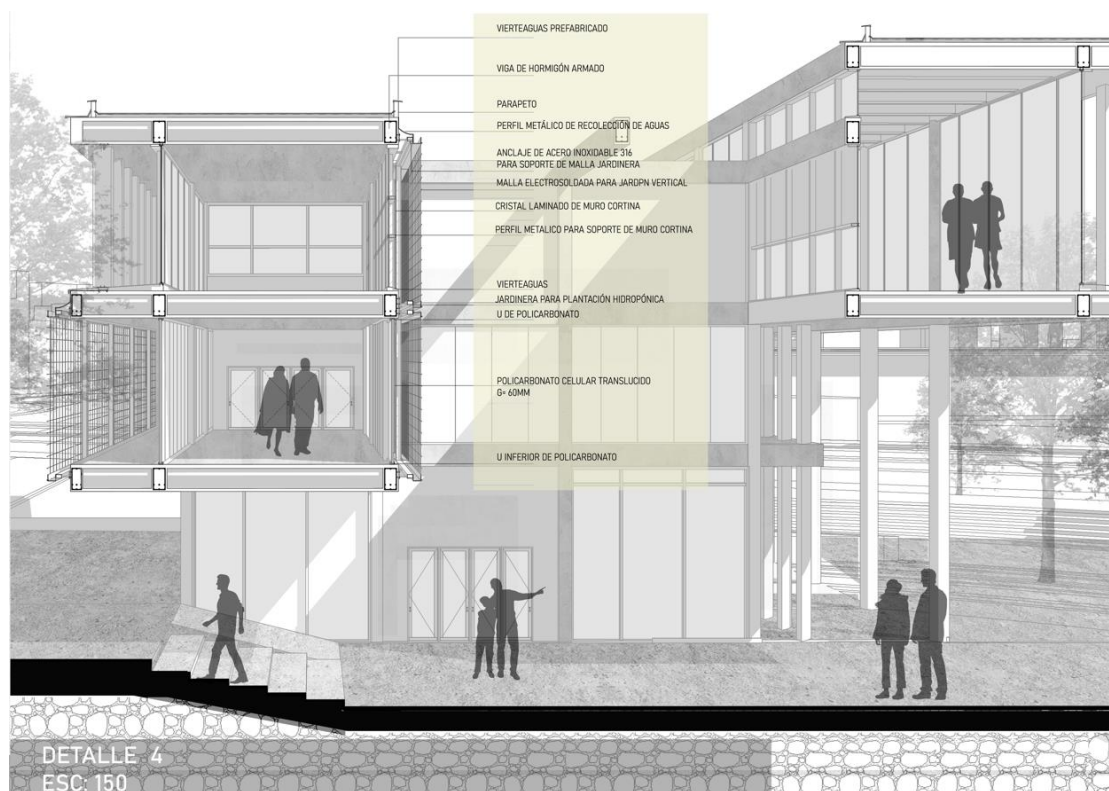 VIERTEAGUAS PREFABRICADO
VIGA DE HORMIGÓN ARMADO
PARAPETO
PERFIL METÁLICO DE RECOLECCIÓN DE AGUAS
ANCLAJE DE ACERO INOXIDABLE 316
PARA SOPORTE DE MALLA JARDINERA
MALLA ELECTROSOLDADA PARA JARDPN VERTICAL
CRISTAL LAMINADO DE MURO CORTINA
PERFIL METALICO PARA SOPORTE DE MURO CORTINA
VIERTEAGUAS
JARDINERA PARA PLANTACIÓN HIDROPÓNICA
U DE POLICARBONATO
POLICARBONATO CELULAR TRANSLUCIDO
G= 60MM
U INFERIOR DE POLICARBONATO
DETALLE 4
ESC: 150